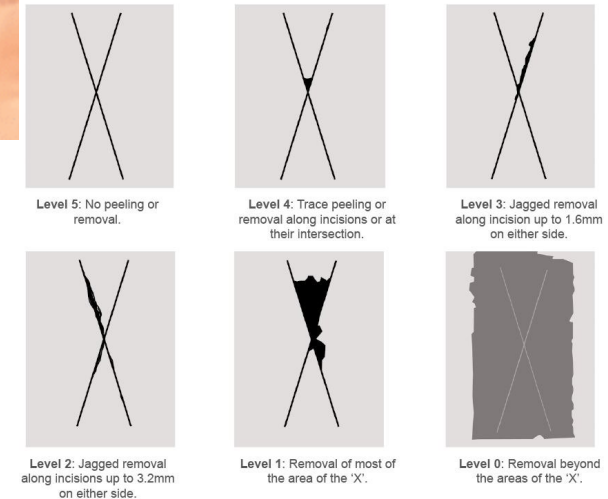 Level 5: No peeling or
removal.
Level 4: Trace peeling or
removal along incisions or at
their intersection.
Level 3: Jagged removal
along incision up to 1.6mm
on either side.
Level 2: Jagged removal
along incisions up to 3.2mm
on either side.
Level 1: Removal of most of
the area of the ‘X’.
Level 0: Removal beyond
the areas of the ‘X’.